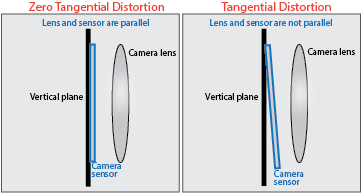 Zero Tangential Distortion
Lens and sensor are parallel
Camera lens
Vertical plane
Camera
sensor
Tangential Distortion
Lens and sensor are not parallel
Camera lens
Vertical plane
Camera
sensor